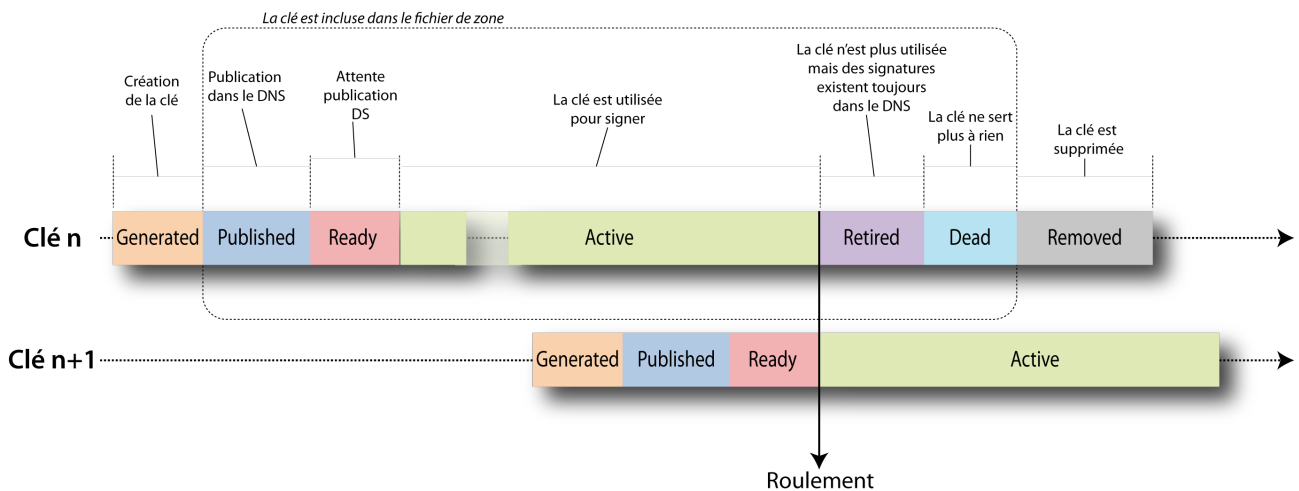 La clé est incluse dans le fichier de zone
Création
de la clé
Publication
dans le DNS
Attente
publication
DS
La clé est utilisée
pour signer
La clé n'est plus utilisée
mais des signatures
existent toujours
dans le DNS
La clé ne sert
plus à rien
La clé est
supprimée
Clé n
Generated
Published
Ready
Active
Retired
Dead
Removed
Clé n+1
Generated
Published
Ready
Active
Roulement